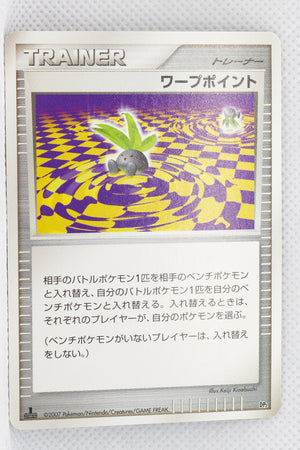 TRAINER
トレーナー
ワープポイント
相手のバトルポケモン1匹を相手のベンチポケモン
と入れ替え、自分のバトルポケモン1匹を自分のベ
ンチポケモンと入れ替える。入れ替えるときは、
それぞれのプレイヤーが、自分のポケモンを選ぶ。
(ベンチポケモンがいないプレイヤーは、入れ替え
をしない。)
Illus. Keiji Kinebuchi
1
©2007 Pokémon/Nintendo/Creatures/GAME FREAK.